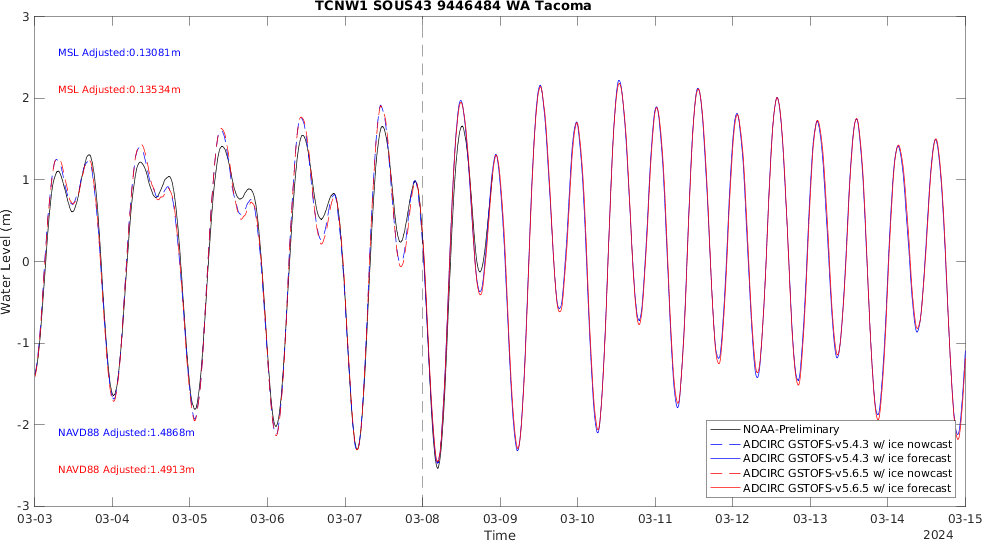 TCNW1 SOUS43 9446484 WA Tacoma
3
2
1
0
-1
-2
-3
Water Level (m)
MSL Adjusted:0.13081m
MSL Adjusted:0.13534m
NAVD88 Adjusted:1.4868m
NAVD88 Adjusted:1.4913m
NOAA-Preliminary
ADCIRC GSTOFS-v5.4.3 w/ ice nowcast
ADCIRC GSTOFS-v5.4.3 w/ ice forecast
ADCIRC GSTOFS-v5.6.5 w/ ice nowcast
ADCIRC GSTOFS-v5.6.5 w/ ice forecast
03-03 03-04 03-05 03-06 03-07 03-08 03-09 03-10 03-11 03-12 03-13 03-14 03-15
Time
2024